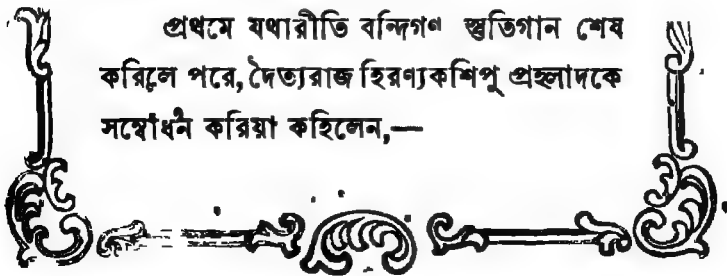 প্রথমে যথারীতি বন্দিগণ স্তুতিগান শেষ
করিলে পরে, দৈত্যরাজ হিরণ্যকশিপু প্রহ্লাদকে
সম্বোধন করিয়া কহিলেন,—